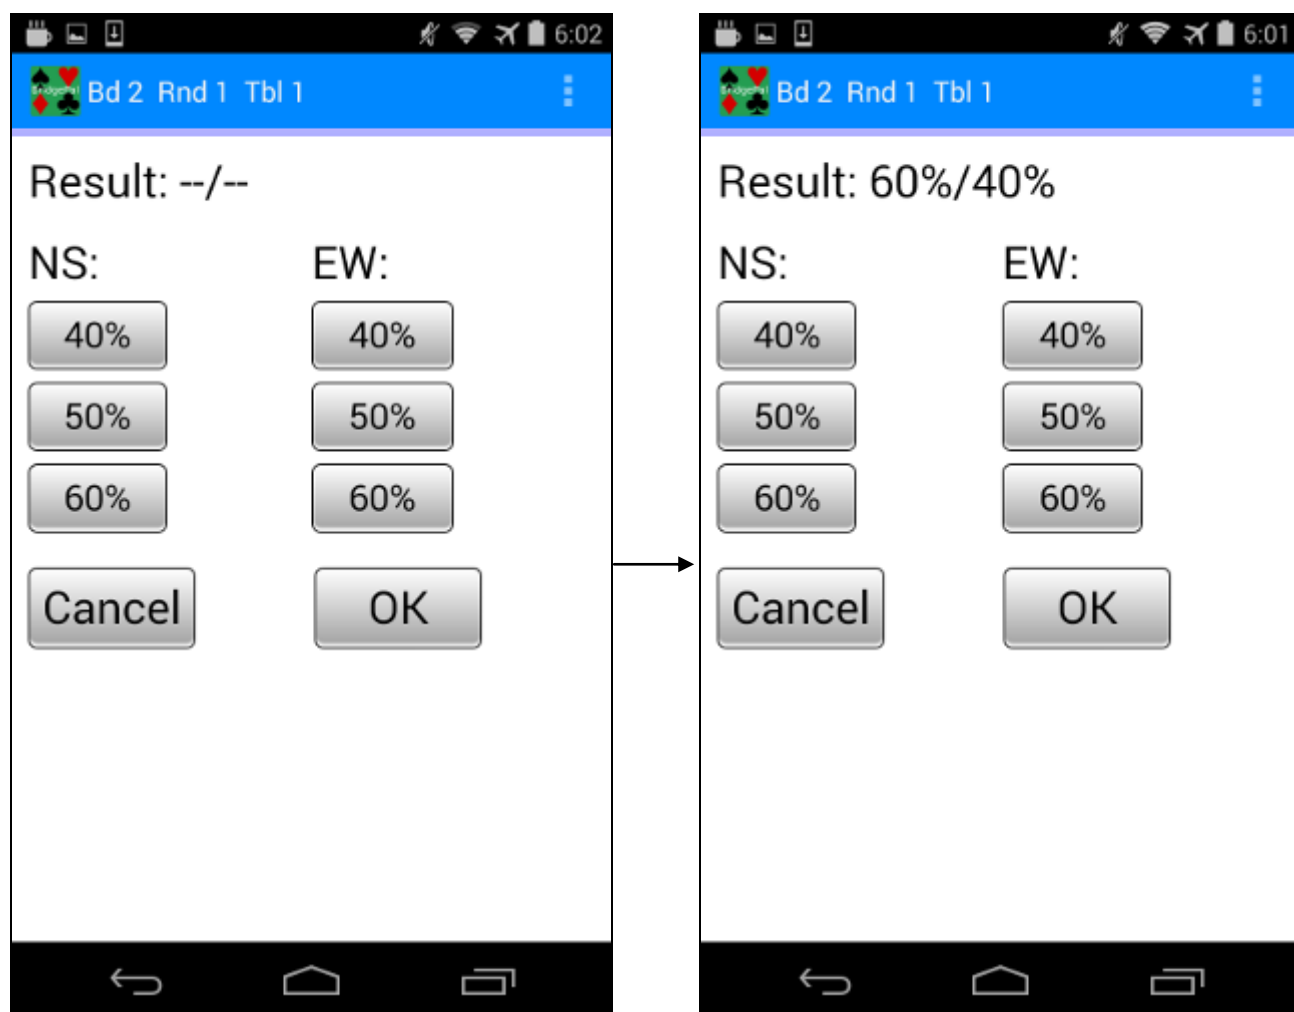 6:02
Bd 2 Rnd 1 Tbl 1
Result: --/--
NS: EW:
40% 40%
50% 50%
60% 60%
Cancel OK
6:01
Bd 2 Rnd 1 Tbl 1
Result: 60%/40%
NS: EW:
40% 40%
50% 50%
60% 60%
Cancel OK